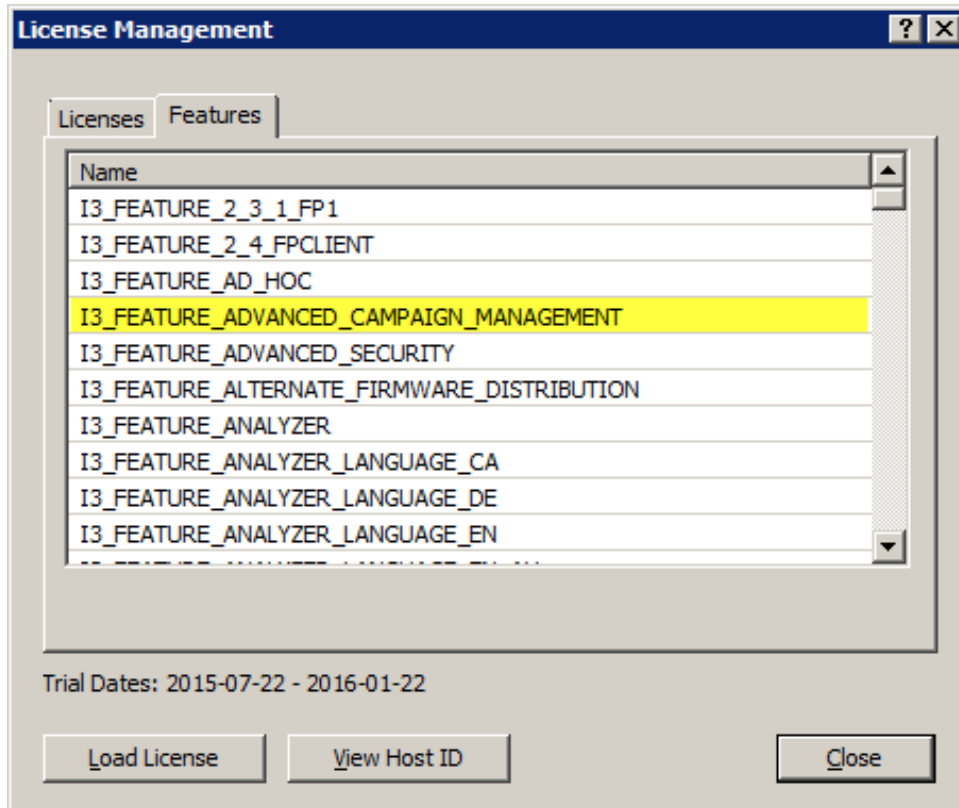 License Management
Licenses Features
Name
I3_FEATURE_2_3_1_FP1
I3_FEATURE_2_4_FPCLIENT
I3_FEATURE_AD_HOC
I3_FEATURE_ADVANCED_CAMPAIGN_MANAGEMENT
I3_FEATURE_ADVANCED_SECURITY
I3_FEATURE_ALTERNATE_FIRMWARE_DISTRIBUTION
I3_FEATURE_ANALYZER
I3_FEATURE_ANALYZER_LANGUAGE_CA
I3_FEATURE_ANALYZER_LANGUAGE_DE
I3_FEATURE_ANALYZER_LANGUAGE_EN
Trial Dates: 2015-07-22 - 2016-01-22
Load License View Host ID Close